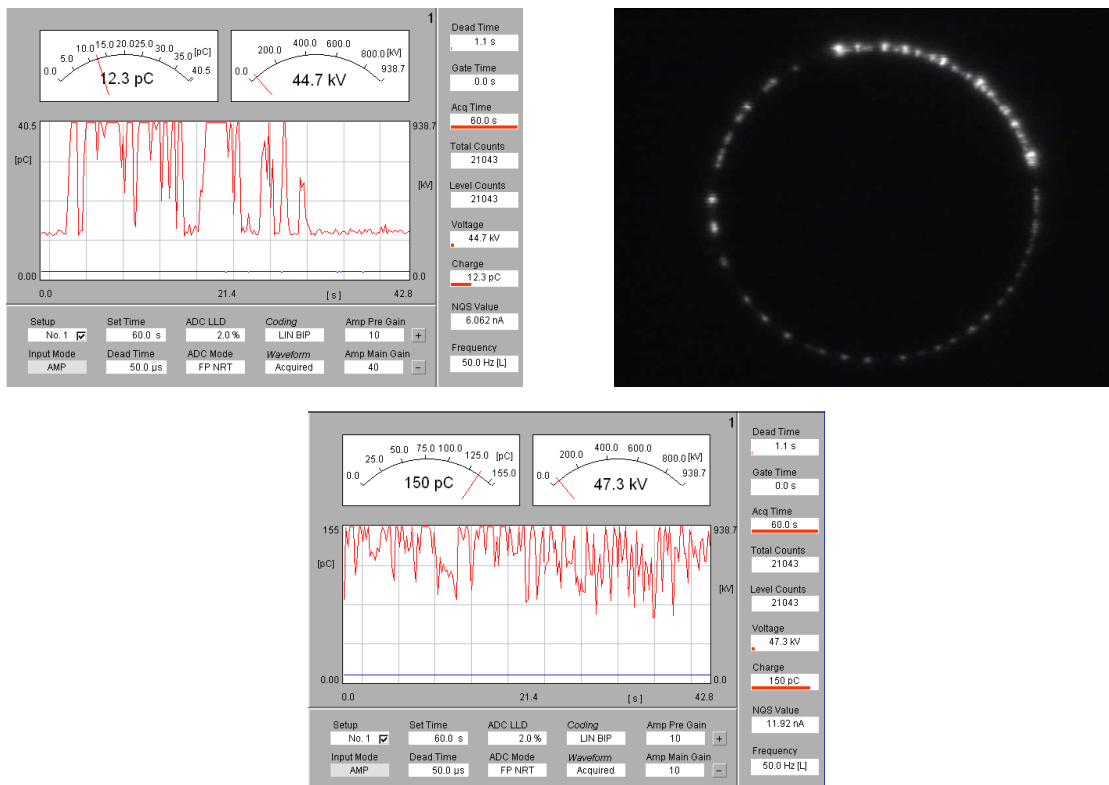 1
0.0 5.0 10.0 15.0 20.0 25.0 30.0 35.0 [pC] 40.5
12.3 pC
0.0 200.0 400.0 600.0 800.0 [kV] 938.7
44.7 kV
40.5
[pC]
0.00
938.7
[kV]
0.0
0.0 21.4 [ s ] 42.8
Dead Time
1.1 s
Gate Time
0.0 s
Acq Time
60.0 s
Total Counts
21043
Level Counts
21043
Voltage
44.7 kV
Charge
12.3 pC
NQS Value
6.062 nA
Frequency
50.0 Hz [L]
Setup Set Time ADC LLD Coding Amp Pre Gain
No. 1 60.0 s 2.0 % LIN BIP 10 +
Input Mode Dead Time ADC Mode Waveform Amp Main Gain
AMP 50.0 µs FP NRT Acquired 40 −
1
0.0 25.0 50.0 75.0 100.0 125.0 [pC] 155.0
150 pC
0.0 200.0 400.0 600.0 800.0 [kV] 938.7
47.3 kV
155
[pC]
0.00
938.7
[kV]
0.0
0.0 21.4 [ s ] 42.8
Dead Time
1.1 s
Gate Time
0.0 s
Acq Time
60.0 s
Total Counts
21043
Level Counts
21043
Voltage
47.3 kV
Charge
150 pC
NQS Value
11.92 nA
Frequency
50.0 Hz [L]
Setup Set Time ADC LLD Coding Amp Pre Gain
No. 1 60.0 s 2.0 % LIN BIP 10 +
Input Mode Dead Time ADC Mode Waveform Amp Main Gain
AMP 50.0 µs FP NRT Acquired 10 −